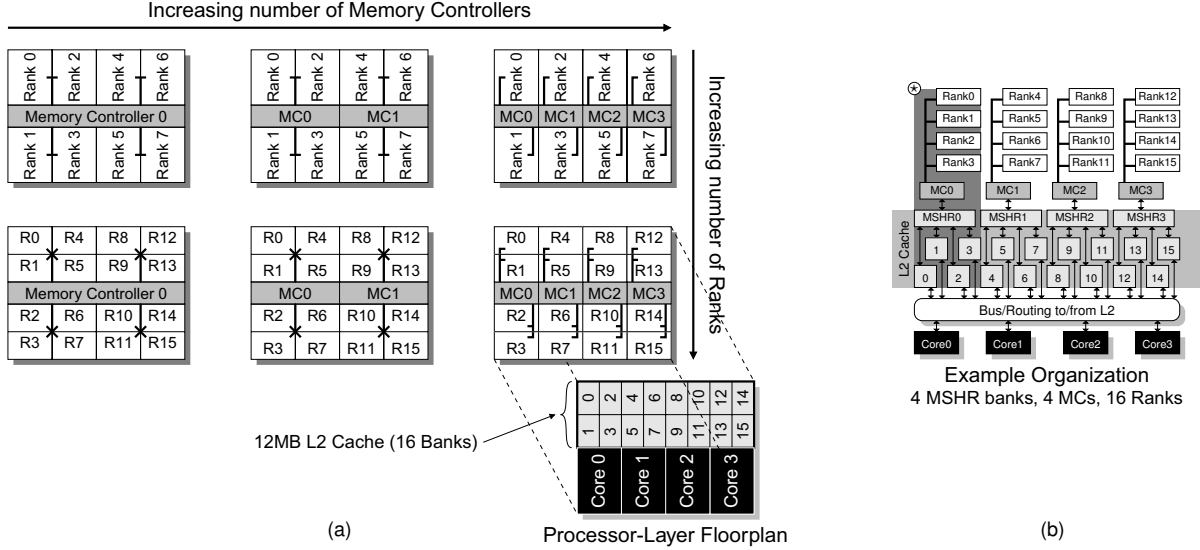 Increasing number of Memory Controllers
Rank 0 Rank 2 Rank 4 Rank 6
Memory Controller 0
Rank 1 Rank 3 Rank 5 Rank 7
Rank 0 Rank 2 Rank 4 Rank 6
MC0 MC1
Rank 1 Rank 3 Rank 5 Rank 7
Rank 0 Rank 2 Rank 4 Rank 6
MC0 MC1 MC2 MC3
Rank 1 Rank 3 Rank 5 Rank 7
Increasing number of Ranks
R0 R4 R8 R12
R1 R5 R9 R13
Memory Controller 0
R2 R6 R10 R14
R3 R7 R11 R15
R0 R4 R8 R12
R1 R5 R9 R13
MC0 MC1
R2 R6 R10 R14
R3 R7 R11 R15
R0 R4 R8 R12
R1 R5 R9 R13
MC0 MC1 MC2 MC3
R2 R6 R10 R14
R3 R7 R11 R15
12MB L2 Cache (16 Banks)
0 2 4 6 8 10 12 14
1 3 5 7 9 11 13 15
Core 0 Core 1 Core 2 Core 3
Processor-Layer Floorplan
(a)
Rank0 Rank4 Rank8 Rank12
Rank1 Rank5 Rank9 Rank13
Rank2 Rank6 Rank10 Rank14
Rank3 Rank7 Rank11 Rank15
MC0 MC1 MC2 MC3
L2 Cache
MSHR0 MSHR1 MSHR2 MSHR3
1 3 5 7 9 11 13 15
0 2 4 6 8 10 12 14
Bus/Routing to/from L2
Core0 Core1 Core2 Core3
Example Organization
4 MSHR banks, 4 MCs, 16 Ranks
(b)